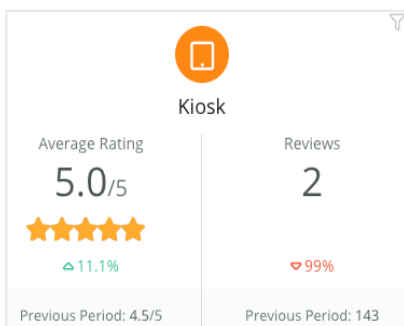 Kiosk
Average Rating
5.0/5
11.1%
Previous Period: 4.5/5
Reviews
2
99%
Previous Period: 143